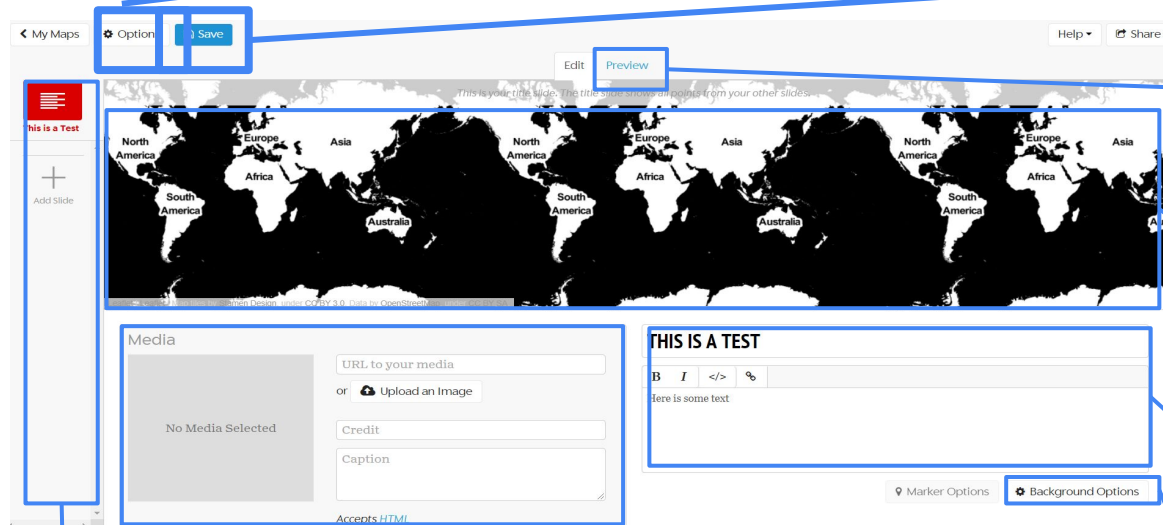 My Maps
Option
Save
Help
Share
Edit Preview
This is your title slide. The title slide shows all points from your other slides.
This is a Test
Add Slide
North America
Europe
Asia
Africa
South America
Australia
North America
Europe
Asia
Africa
South America
Australia
North America
Europe
Asia
Africa
South America
Stamen Design, under CC BY 3.0. Data by OpenStreetMap
Media
URL to your media
or Upload an Image
No Media Selected
Credit
Caption
Accepts HTML
THIS IS A TEST
B I </>
Here is some text
Marker Options
Background Options